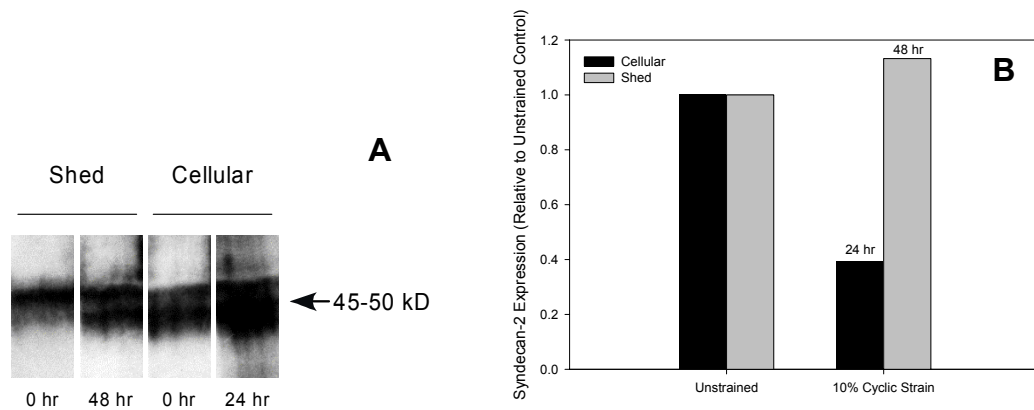 A
Shed Cellular
45-50 kD
0 hr 48 hr 0 hr 24 hr
B
Syndecan-2 Expression (Relative to Unstrained Control)
1.2
1.0
0.8
0.6
0.4
0.2
0.0
Cellular
Shed
48 hr
24 hr
Unstrained 10% Cyclic Strain